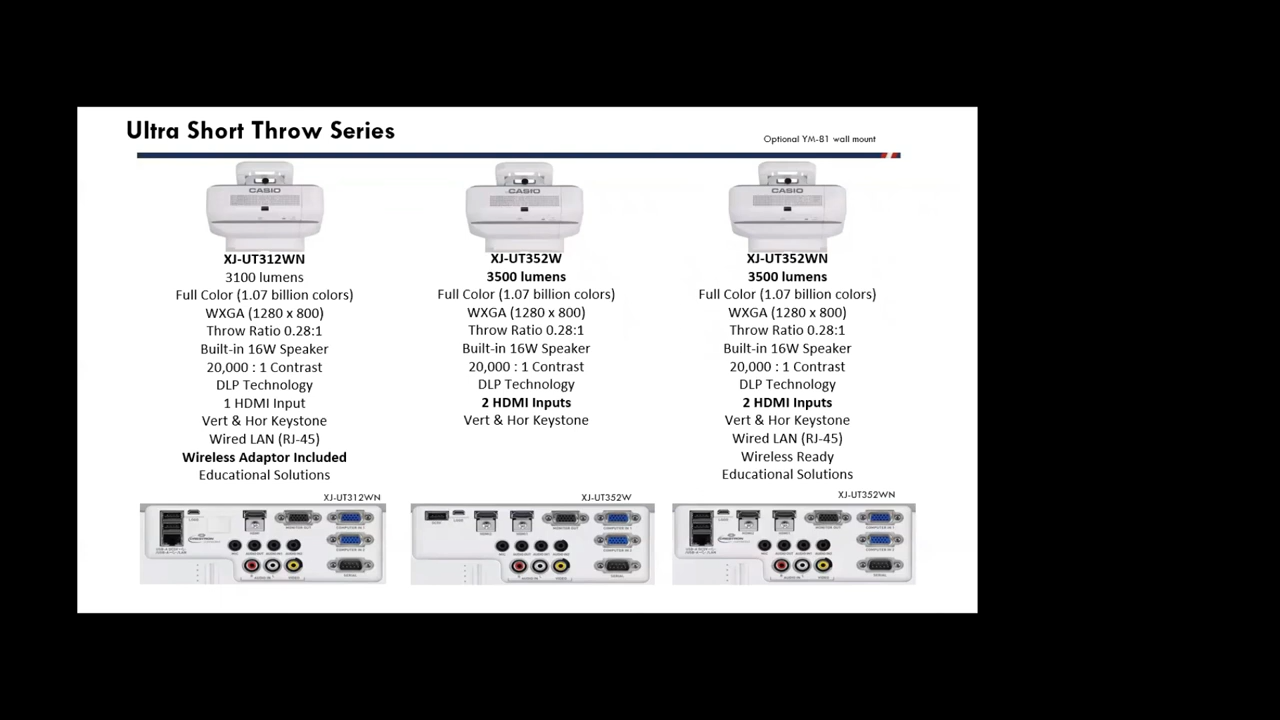 Ultra Short Throw Series
Optional YM-81 wall mount
CASIO
XJ-UT312WN
3100 lumens
Full Color (1.07 billion colors)
WXGA (1280 x 800)
Throw Ratio 0.28:1
Built-in 16W Speaker
20,000 : 1 Contrast
DLP Technology
1 HDMI Input
Vert & Hor Keystone
Wired LAN (RJ-45)
Wireless Adaptor Included
Educational Solutions
XJ-UT312WN
CASIO
XJ-UT352W
3500 lumens
Full Color (1.07 billion colors)
WXGA (1280 x 800)
Throw Ratio 0.28:1
Built-in 16W Speaker
20,000 : 1 Contrast
DLP Technology
2 HDMI Inputs
Vert & Hor Keystone
XJ-UT352W
CASIO
XJ-UT352WN
3500 lumens
Full Color (1.07 billion colors)
WXGA (1280 x 800)
Throw Ratio 0.28:1
Built-in 16W Speaker
20,000 : 1 Contrast
DLP Technology
2 HDMI Inputs
Vert & Hor Keystone
Wired LAN (RJ-45)
Wireless Ready
Educational Solutions
XJ-UT352WN